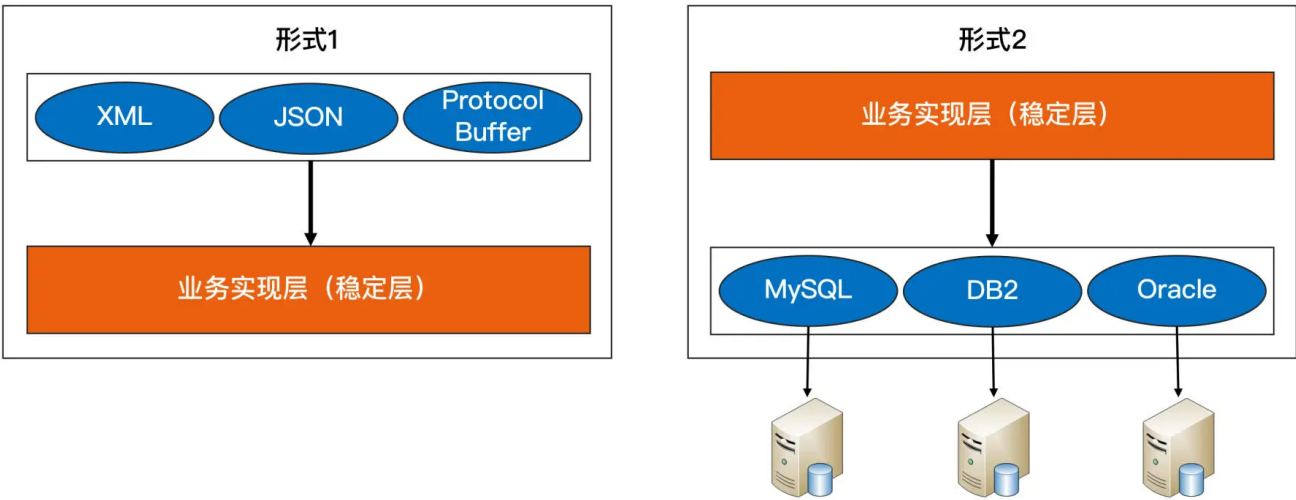 形式1
XML
JSON
Protocol
Buffer
业务实现层（稳定层）
形式2
业务实现层（稳定层）
MySQL
DB2
Oracle